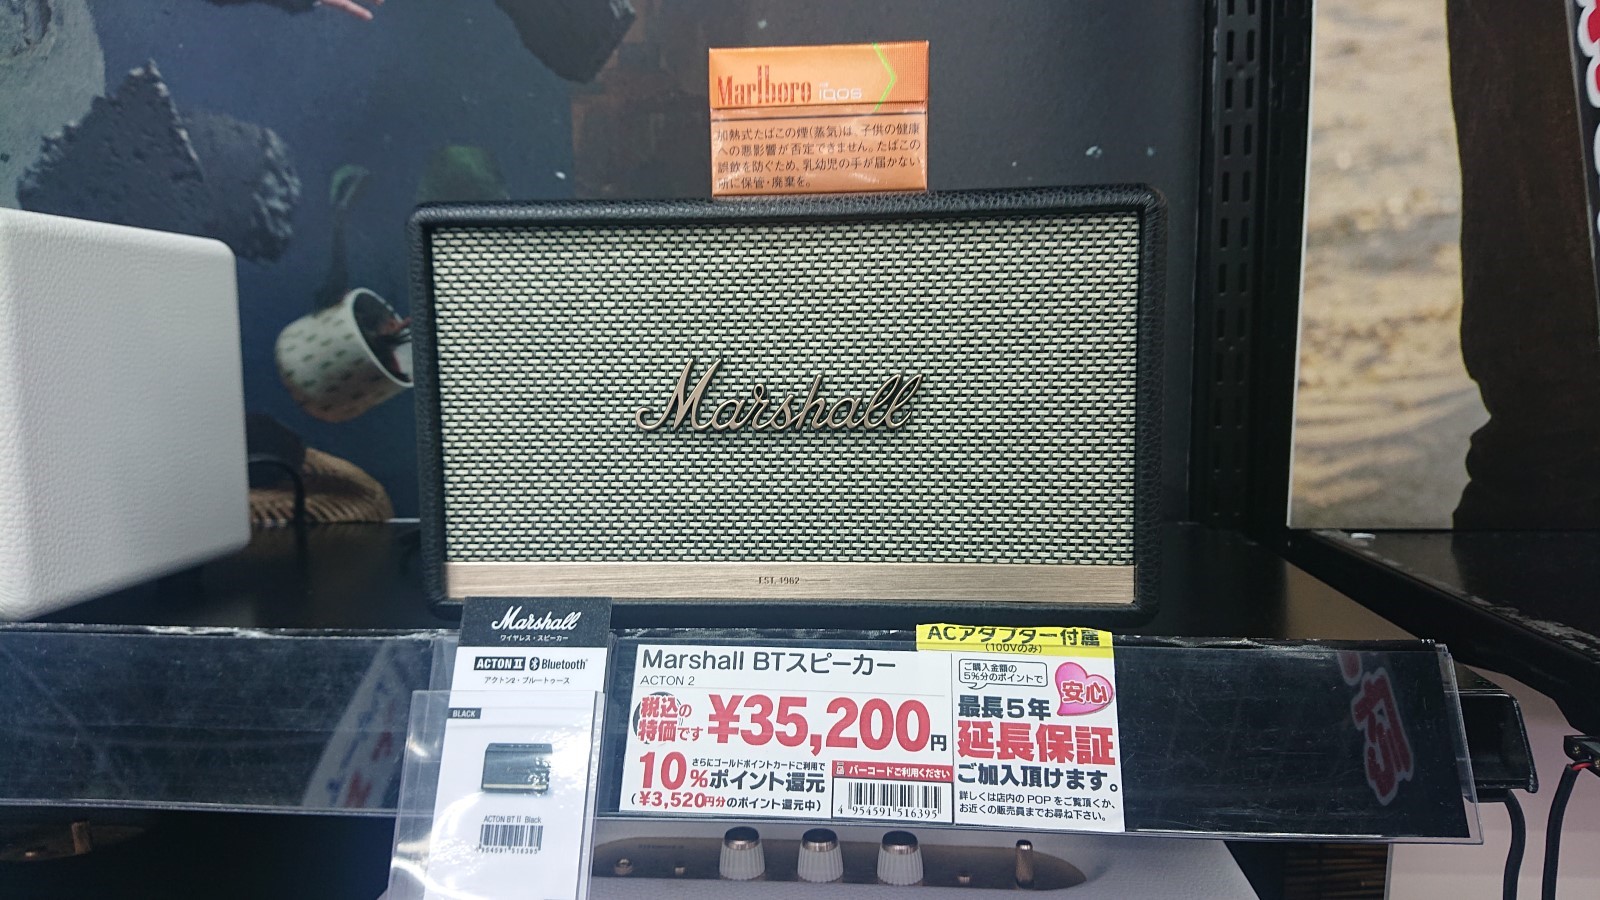 Marlboro IQOS
加熱式たばこの煙(蒸気)は、子供の健康
への悪影響が否定できません。たばこの
誤飲を防ぐため、乳幼児の手が届かない
所に保管・廃棄を。
Marshall
EST. 1962
Marshall
ワイヤレス・スピーカー
ACTON II Bluetooth
アクトン2・ブルートゥース
BLACK
ACTON BT II Black
4 954591 516395
Marshall BTスピーカー
ACTON 2
税込の
特価です
¥35,200円
さらにゴールドポイントカードご利用で
10%ポイント還元
(¥3,520円分のポイント還元中)
バーコードご利用ください
4 954591 516395
ACアダプター付属
(100Vのみ)
ご購入金額の
5%分のポイントで
安心
最長5年
延長保証
ご加入頂けます。
詳しくは店内のPOPをご覧頂くか、
お近くの販売員までお尋ね下さい。